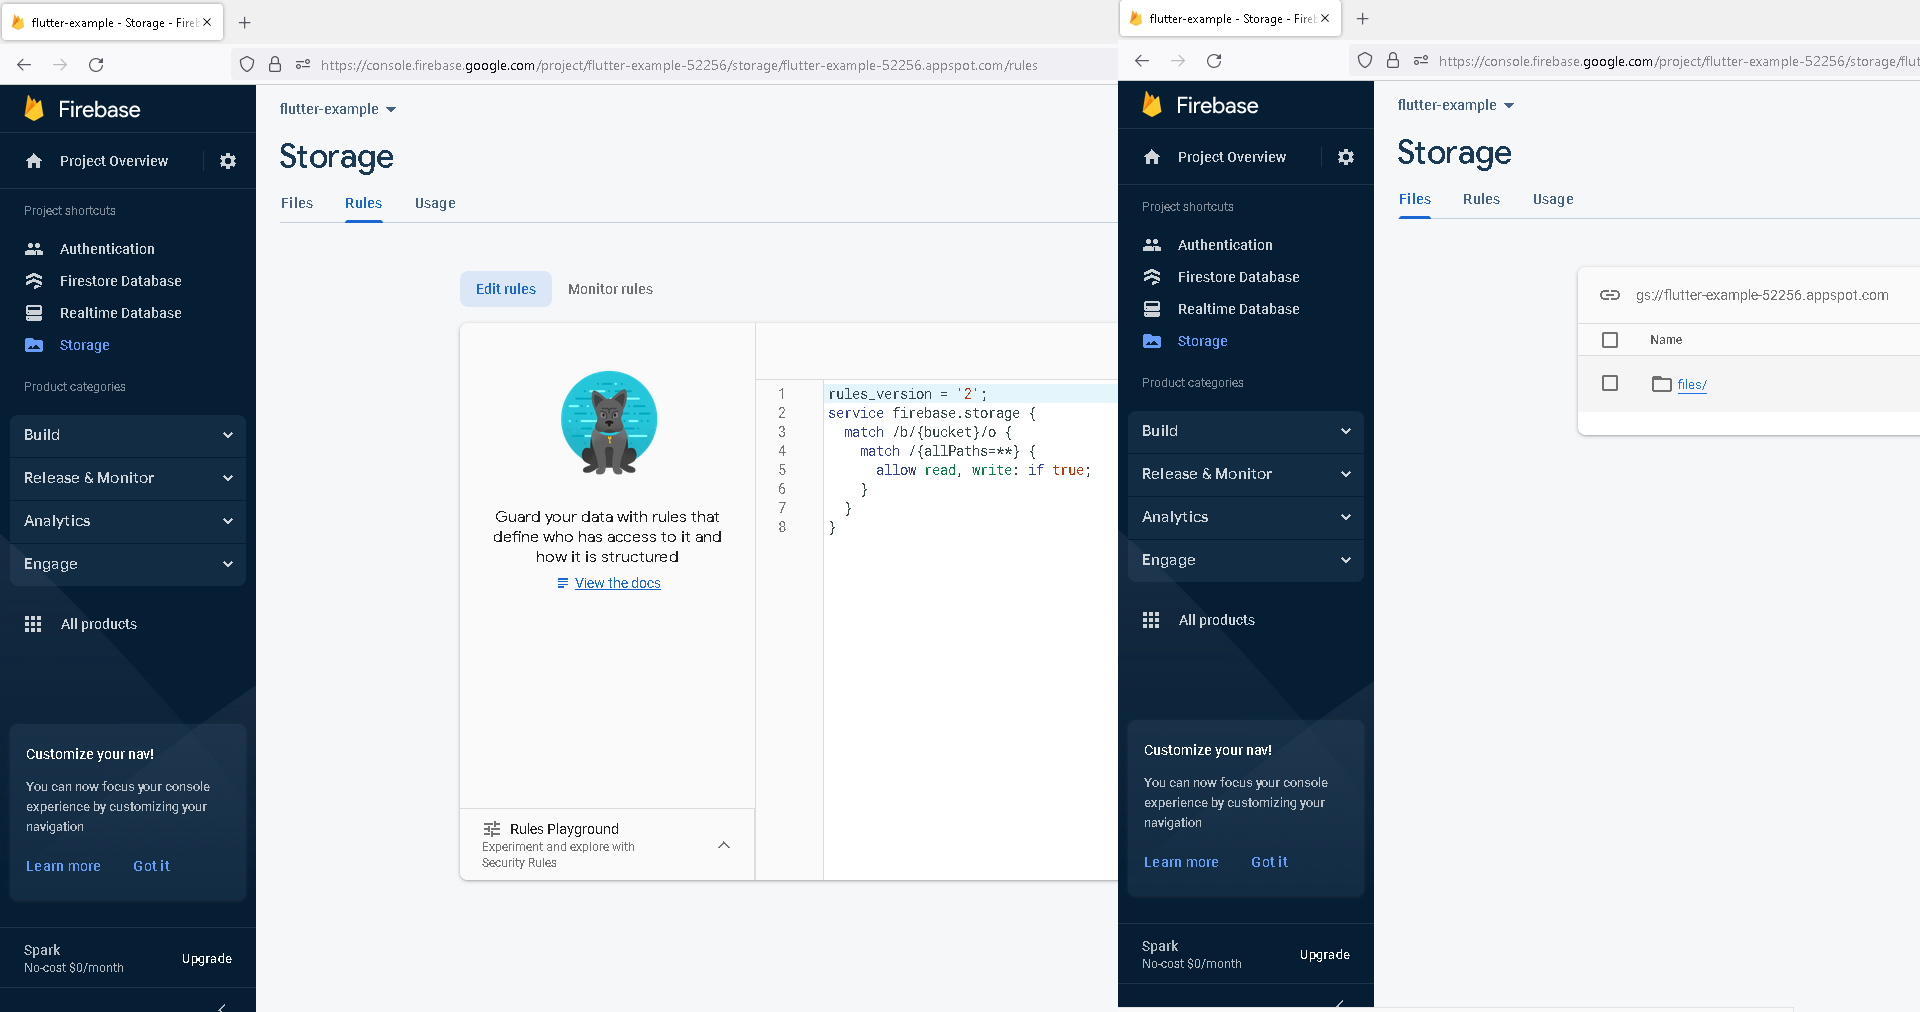 flutter-example - Storage - Fire
https://console.firebase.google.com/project/flutter-example-52256/storage/flutter-example-52256.appspot.com/rules
Firebase
Project Overview
Project shortcuts
Authentication
Firestore Database
Realtime Database
Storage
Product categories
Build
Release & Monitor
Analytics
Engage
All products
Customize your nav!
You can now focus your console
experience by customizing your
navigation
Learn more Got it
Spark
No-cost $0/month
Upgrade
flutter-example
Storage
Files Rules Usage
Edit rules Monitor rules
Guard your data with rules that
define who has access to it and
how it is structured
View the docs
Rules Playground
Experiment and explore with
Security Rules
1 rules_version = '2';
2 service firebase.storage {
3 match /b/{bucket}/o {
4 match /{allPaths=**} {
5 allow read, write: if true;
6 }
7 }
8 }
flutter-example - Storage - Fire
https://console.firebase.google.com/project/flutter-example-52256/storage/flut
Firebase
Project Overview
Project shortcuts
Authentication
Firestore Database
Realtime Database
Storage
Product categories
Build
Release & Monitor
Analytics
Engage
All products
Customize your nav!
You can now focus your console
experience by customizing your
navigation
Learn more Got it
Spark
No-cost $0/month
Upgrade
flutter-example
Storage
Files Rules Usage
gs://flutter-example-52256.appspot.com
Name
files/